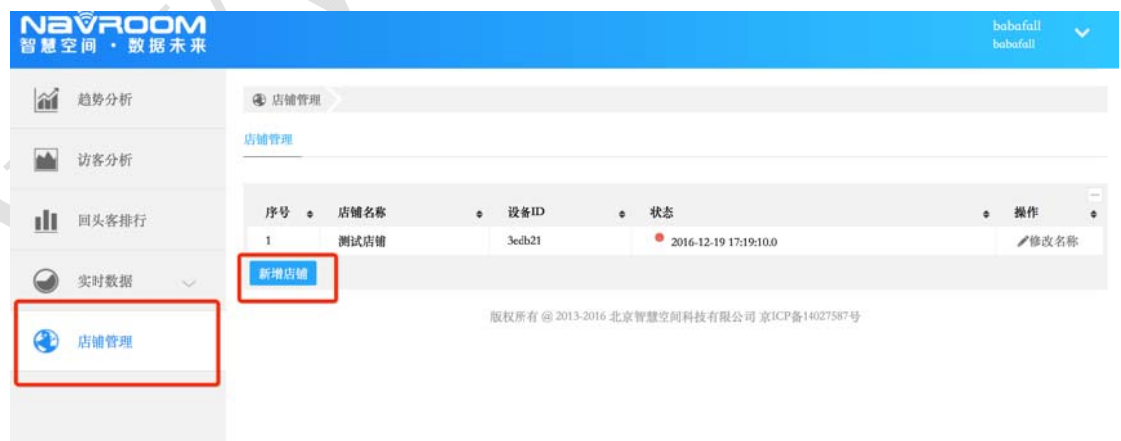 NAVROOM
智慧空间 · 数据未来
babafall
babafall
趋势分析
访客分析
回头客排行
实时数据
店铺管理
店铺管理
店铺管理
序号 店铺名称 设备ID 状态 操作
1 测试店铺 3edb21 2016-12-19 17:19:10.0 修改名称
新增店铺
版权所有 @ 2013-2016 北京智慧空间科技有限公司 京ICP备14027587号